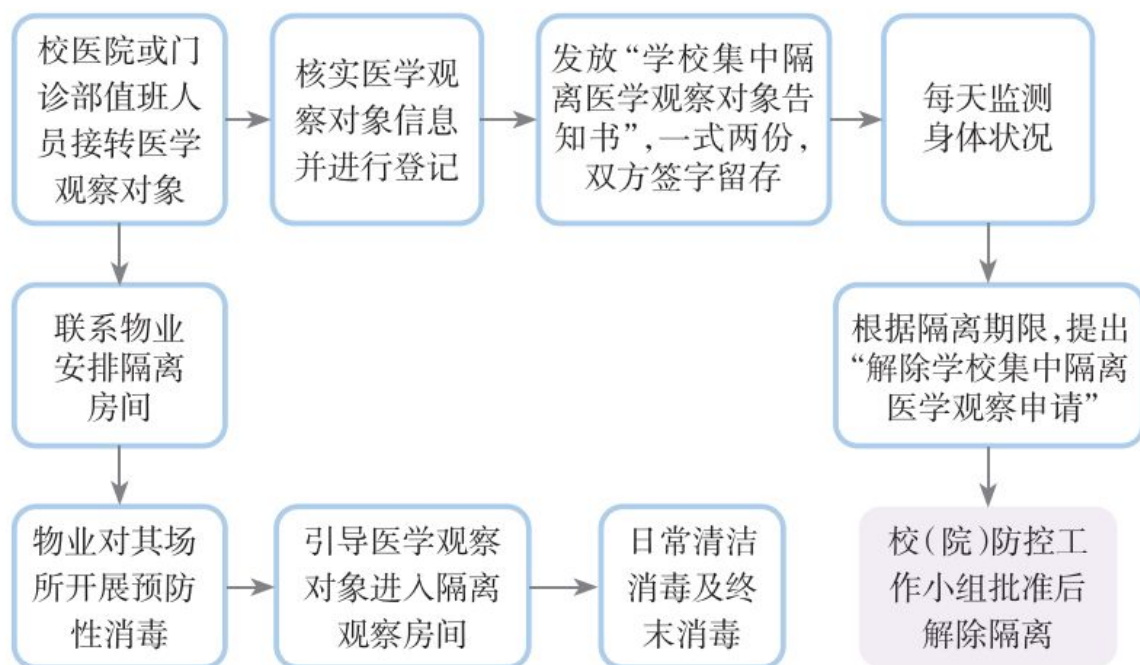 校医院或门
诊部值班人
员接转医学
观察对象
核实医学观
察对象信息
并进行登记
发放“学校集中隔
离医学观察对象告
知书”,一式两份,
双方签字留存
每天监测
身体状况
联系物业
安排隔离
房间
根据隔离期限,提出
“解除学校集中隔离
医学观察申请”
物业对其场
所开展预防
性消毒
引导医学观察
对象进入隔离
观察房间
日常清洁
消毒及终
末消毒
校(院)防控工
作小组批准后
解除隔离